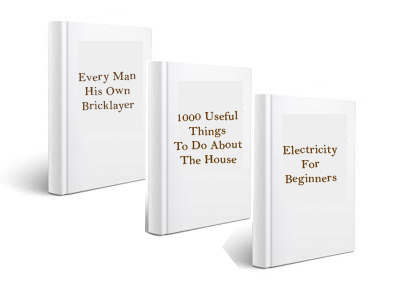 Every Man
His Own
Bricklayer
1000 Useful
Things
To Do About
The House
Electricity
For
Beginners